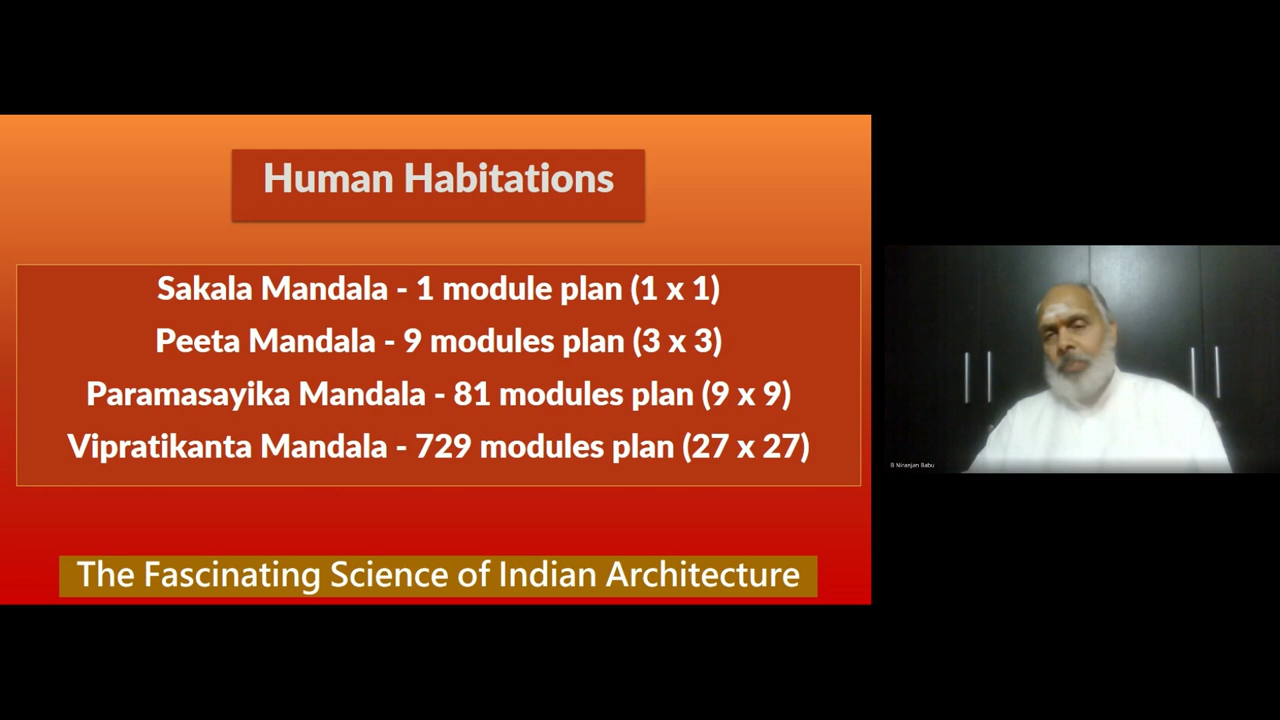 Human Habitations
Sakala Mandala - 1 module plan (1 x 1)
Peeta Mandala - 9 modules plan (3 x 3)
Paramasayika Mandala - 81 modules plan (9 x 9)
Vipratikanta Mandala - 729 modules plan (27 x 27)
The Fascinating Science of Indian Architecture
B Niranjan Babu